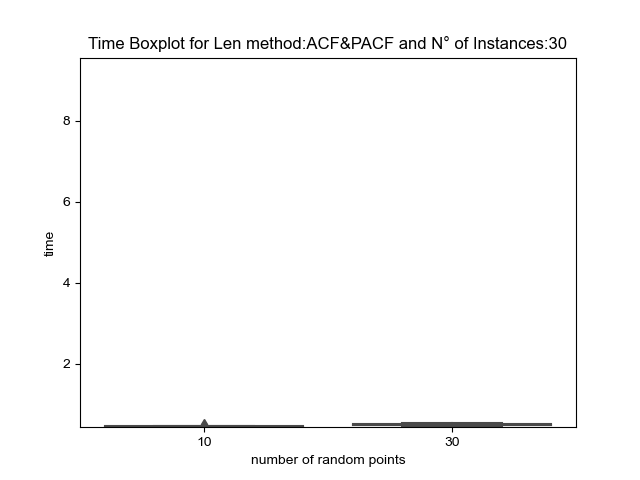 Time Boxplot for Len method:ACF&PACF and N° of Instances:30
8
6
4
2
time
10
30
number of random points